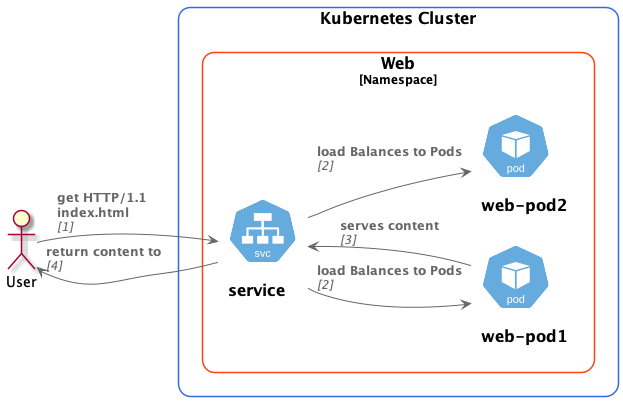 Kubernetes Cluster
Web
[Namespace]
load Balances to Pods
[2]
pod
web-pod2
get HTTP/1.1
index.html
[1]
serves content
[3]
return content to
[4]
svc
load Balances to Pods
[2]
pod
User
service
web-pod1